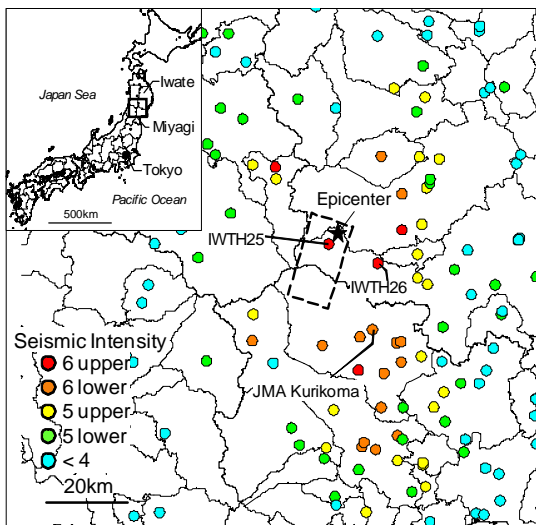 Japan Sea
Iwate
Miyagi
Tokyo
Pacific Ocean
500km
Epicenter
IWTH25
IWTH26
JMA Kurikoma
Seismic Intensity
6 upper
6 lower
5 upper
5 lower
< 4
20km